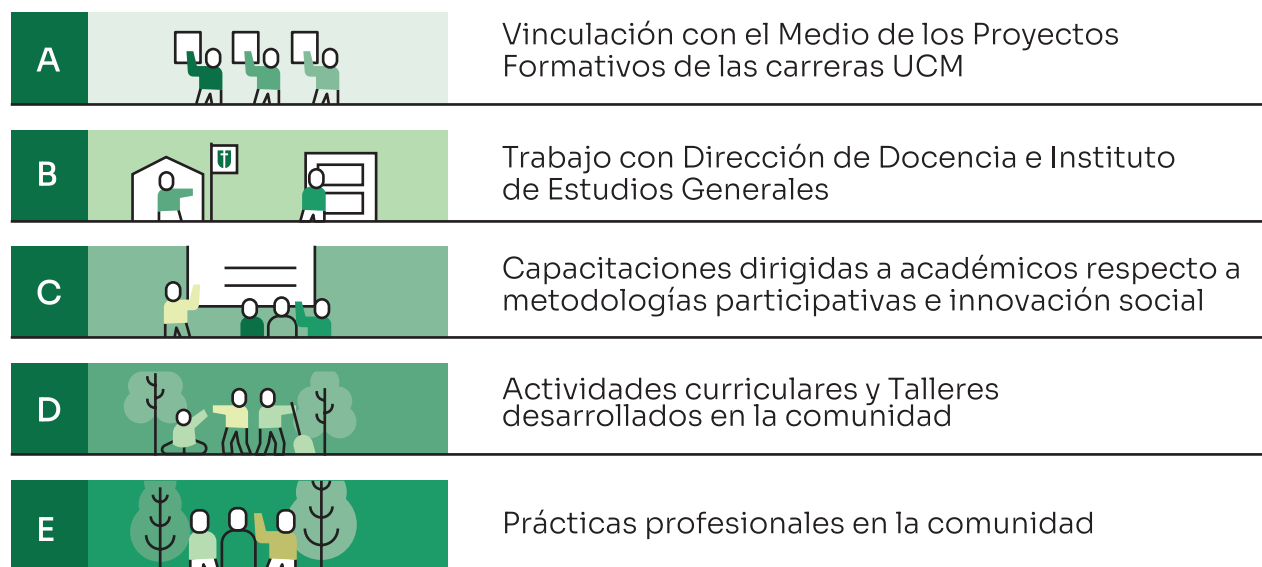 A
Vinculación con el Medio de los Proyectos
Formativos de las carreras UCM
B
Trabajo con Dirección de Docencia e Instituto
de Estudios Generales
C
Capacitaciones dirigidas a académicos respecto a
metodologías participativas e innovación social
D
Actividades curriculares y Talleres
desarrollados en la comunidad
E
Prácticas profesionales en la comunidad